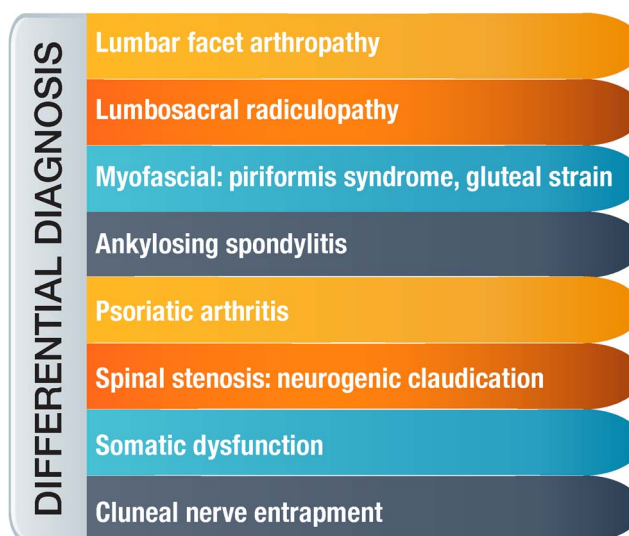 DIFFERENTIAL DIAGNOSIS
Lumbar facet arthropathy
Lumbosacral radiculopathy
Myofascial: piriformis syndrome, gluteal strain
Ankylosing spondylitis
Psoriatic arthritis
Spinal stenosis: neurogenic claudication
Somatic dysfunction
Cluneal nerve entrapment